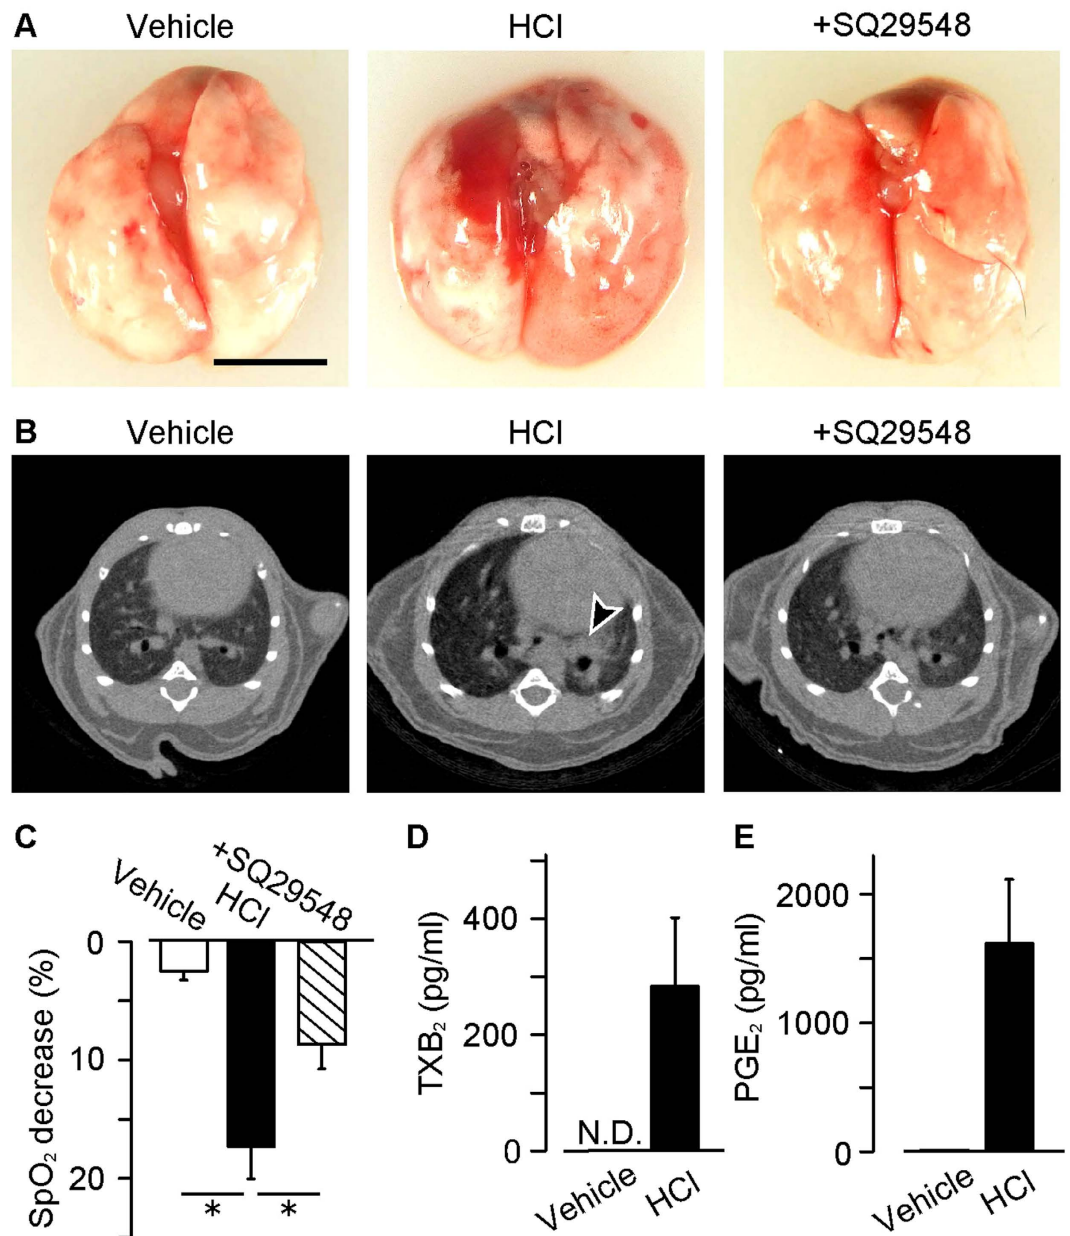 A Vehicle HCl +SQ29548
B Vehicle HCl +SQ29548
C
Vehicle
HCl
+SQ29548
SpO₂ decrease (%)
0
10
20
* *
D
TXB₂ (pg/ml)
400
200
0
N.D.
Vehicle
HCl
E
PGE₂ (pg/ml)
2000
1000
0
Vehicle
HCl